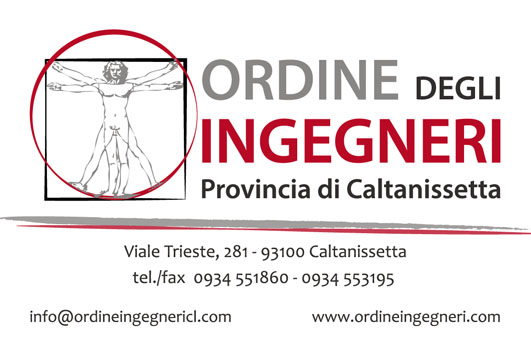 ORDINE DEGLI
INGEGNERI
Provincia di Caltanissetta
Viale Trieste, 281 - 93100 Caltanissetta
tel./fax 0934 551860 - 0934 553195
info@ordineingegnericl.com www.ordineingegneri.com